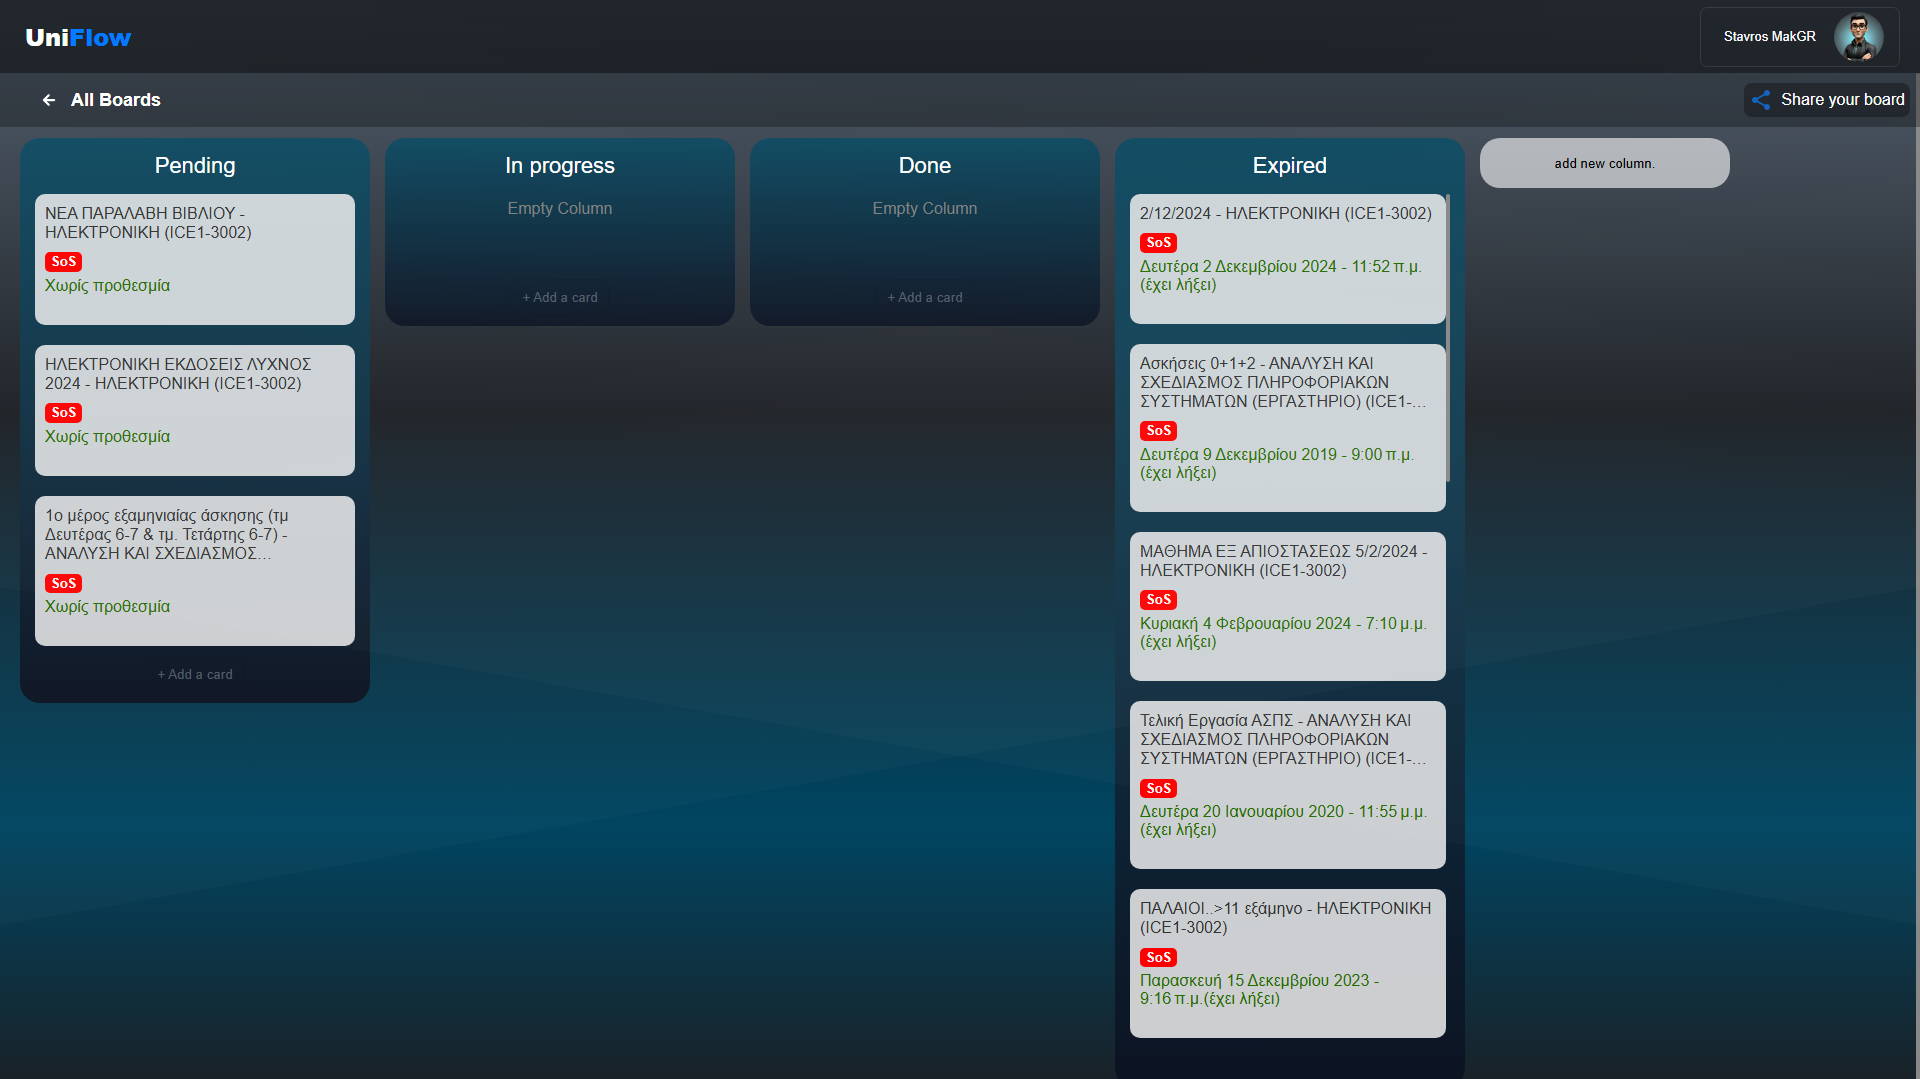 UniFlow
Stavros MakGR
All Boards
Share your board
Pending
ΝΕΑ ΠΑΡΑΛΑΒΗ ΒΙΒΛΙΟΥ -
ΗΛΕΚΤΡΟΝΙΚΗ (ICE1-3002)
SoS
Χωρίς προθεσμία
ΗΛΕΚΤΡΟΝΙΚΗ ΕΚΔΟΣΕΙΣ ΛΥΧΝΟΣ
2024 - ΗΛΕΚΤΡΟΝΙΚΗ (ICE1-3002)
SoS
Χωρίς προθεσμία
1ο μέρος εξαμηνιαίας άσκησης (τμ
Δευτέρας 6-7 & τμ. Τετάρτης 6-7) -
ΑΝΑΛΥΣΗ ΚΑΙ ΣΧΕΔΙΑΣΜΟΣ…
SoS
Χωρίς προθεσμία
+ Add a card
In progress
Empty Column
+ Add a card
Done
Empty Column
+ Add a card
Expired
2/12/2024 - ΗΛΕΚΤΡΟΝΙΚΗ (ICE1-3002)
SoS
Δευτέρα 2 Δεκεμβρίου 2024 - 11:52 π.μ.
(έχει λήξει)
Ασκήσεις 0+1+2 - ΑΝΑΛΥΣΗ ΚΑΙ
ΣΧΕΔΙΑΣΜΟΣ ΠΛΗΡΟΦΟΡΙΑΚΩΝ
ΣΥΣΤΗΜΑΤΩΝ (ΕΡΓΑΣΤΗΡΙΟ) (ICE1-…
SoS
Δευτέρα 9 Δεκεμβρίου 2019 - 9:00 π.μ.
(έχει λήξει)
ΜΑΘΗΜΑ ΕΞ ΑΠΙΟΣΤΑΣΕΩΣ 5/2/2024 -
ΗΛΕΚΤΡΟΝΙΚΗ (ICE1-3002)
SoS
Κυριακή 4 Φεβρουαρίου 2024 - 7:10 μ.μ.
(έχει λήξει)
Τελική Εργασία ΑΣΠΣ - ΑΝΑΛΥΣΗ ΚΑΙ
ΣΧΕΔΙΑΣΜΟΣ ΠΛΗΡΟΦΟΡΙΑΚΩΝ
ΣΥΣΤΗΜΑΤΩΝ (ΕΡΓΑΣΤΗΡΙΟ) (ICE1-…
SoS
Δευτέρα 20 Ιανουαρίου 2020 - 11:55 μ.μ.
(έχει λήξει)
ΠΑΛΑΙΟΙ..>11 εξάμηνο - ΗΛΕΚΤΡΟΝΙΚΗ
(ICE1-3002)
SoS
Παρασκευή 15 Δεκεμβρίου 2023 -
9:16 π.μ.(έχει λήξει)
add new column.